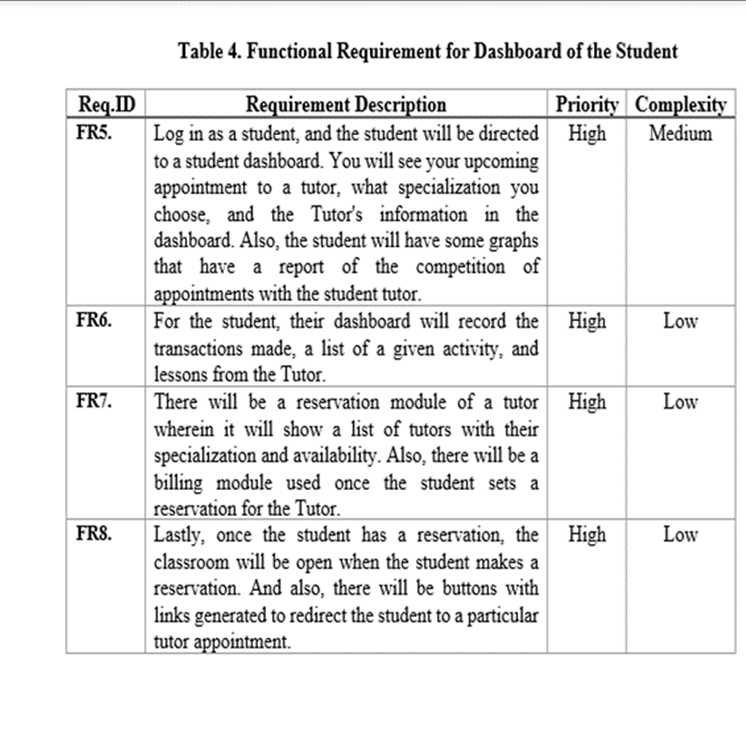 Table 4. Functional Requirement for Dashboard of the Student
Req.ID Requirement Description Priority Complexity
FR5. Log in as a student, and the student will be directed High Medium
to a student dashboard. You will see your upcoming
appointment to a tutor, what specialization you
choose, and the Tutor's information in the
dashboard. Also, the student will have some graphs
that have a report of the competition of
appointments with the student tutor.
FR6. For the student, their dashboard will record the High Low
transactions made, a list of a given activity, and
lessons from the Tutor.
FR7. There will be a reservation module of a tutor High Low
wherein it will show a list of tutors with their
specialization and availability. Also, there will be a
billing module used once the student sets a
reservation for the Tutor.
FR8. Lastly, once the student has a reservation, the High Low
classroom will be open when the student makes a
reservation. And also, there will be buttons with
links generated to redirect the student to a particular
tutor appointment.